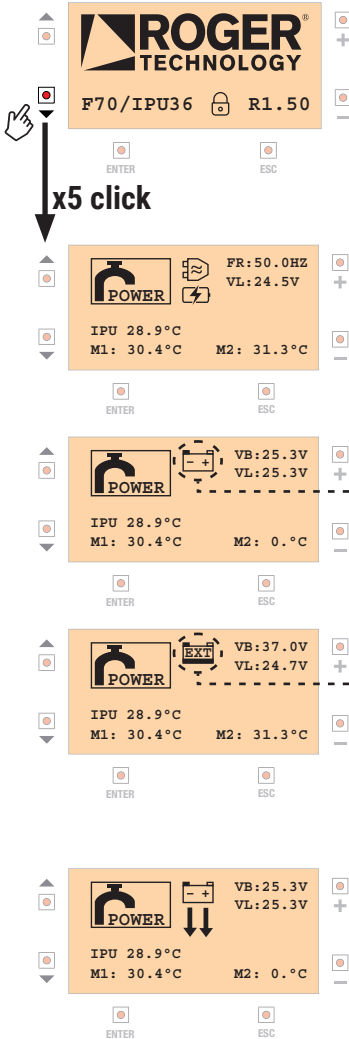 ROGER®
TECHNOLOGY
F70/IPU36 R1.50
+
−
ENTER ESC
x5 click
FR:50.0HZ
VL:24.5V
POWER
IPU 28.9°C
M1: 30.4°C M2: 31.3°C
+
−
ENTER ESC
- +
VB:25.3V
VL:25.3V
POWER
IPU 28.9°C
M1: 30.4°C M2: 0.°C
+
−
ENTER ESC
EXT
VB:37.0V
VL:24.7V
POWER
IPU 28.9°C
M1: 30.4°C M2: 31.3°C
+
−
ENTER ESC
- +
VB:25.3V
VL:25.3V
POWER
IPU 28.9°C
M1: 30.4°C M2: 0.°C
+
−
ENTER ESC